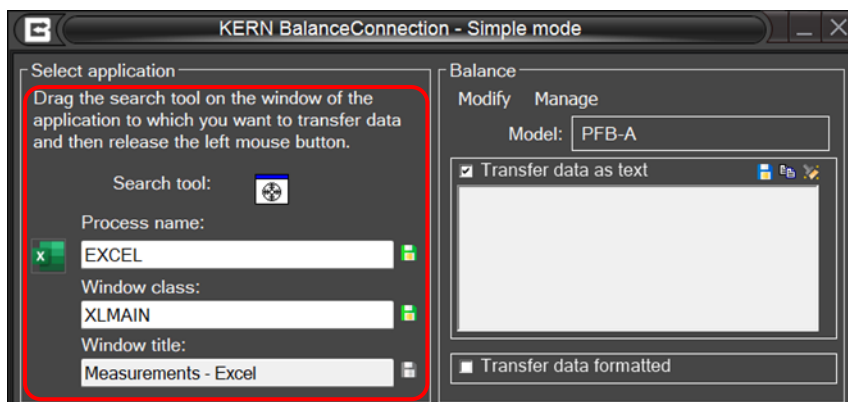 KERN BalanceConnection - Simple mode
Select application
Drag the search tool on the window of the
application to which you want to transfer data
and then release the left mouse button.
Search tool:
Process name:
EXCEL
Window class:
XLMAIN
Window title:
Measurements - Excel
Balance
Modify Manage
Model: PFB-A
Transfer data as text
Transfer data formatted